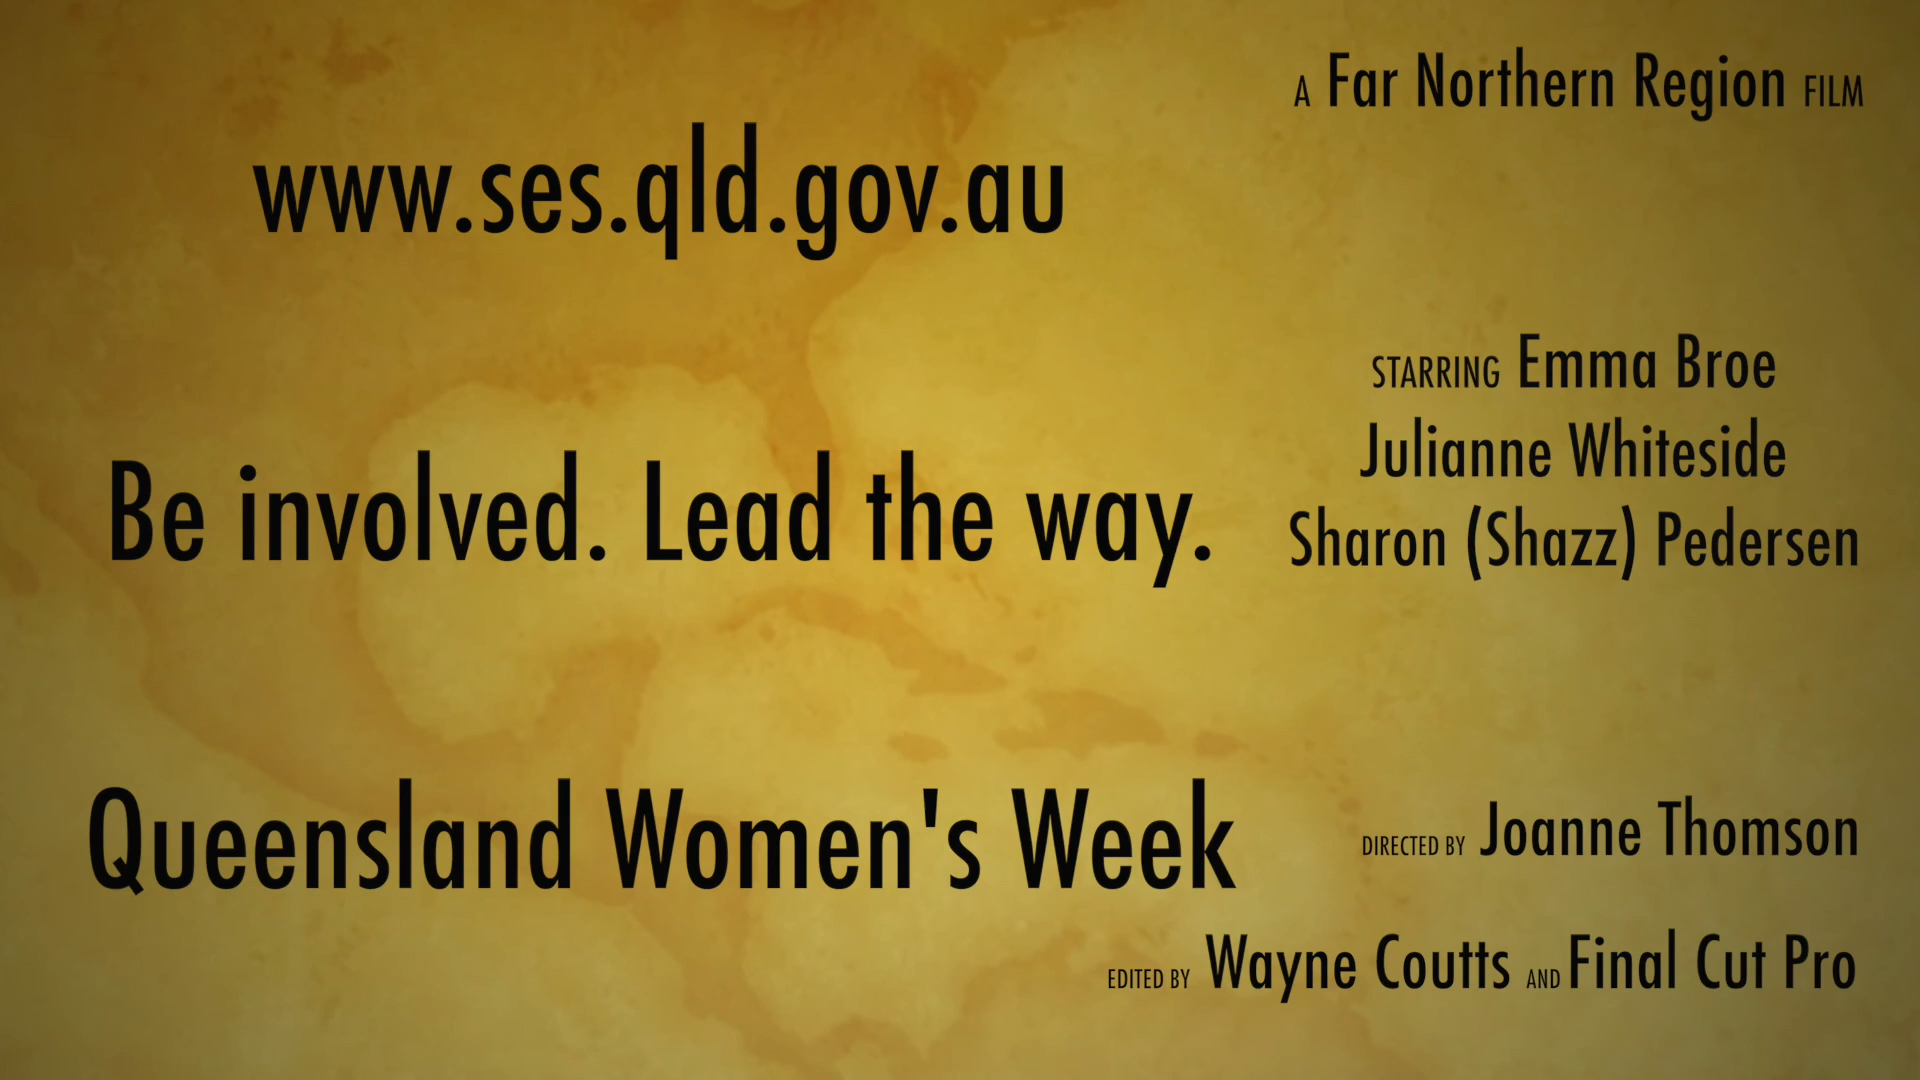 A Far Northern Region FILM
www.ses.qld.gov.au
STARRING Emma Broe
Julianne Whiteside
Sharon (Shazz) Pedersen
Be involved. Lead the way.
Queensland Women's Week
DIRECTED BY Joanne Thomson
EDITED BY Wayne Coutts AND Final Cut Pro